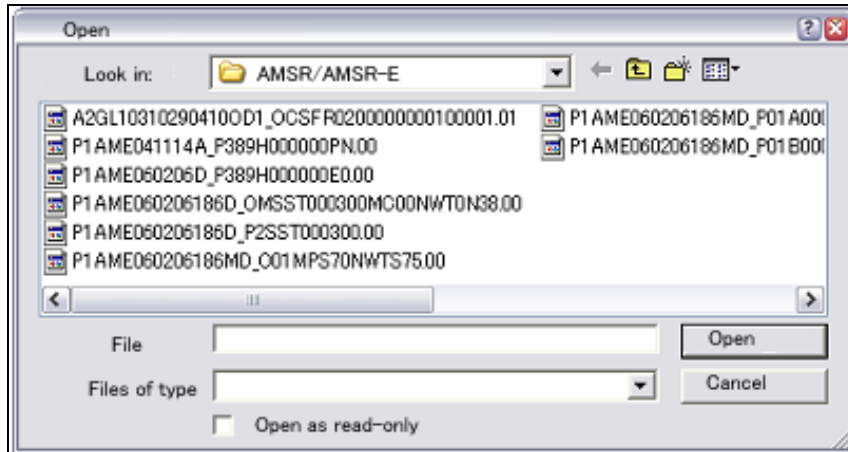 Open
Look in: AMSR/AMSR-E
A2GL10310290410OD1_OCSFR0200000000100001.01
P1AME041114A_P389H000000PN.00
P1AME060206D_P389H000000E0.00
P1AME060206186D_OMSST000300MC00NWT0N38.00
P1AME060206186D_P2SST000300.00
P1AME060206186MD_O01MPS70NWTS75.00
P1AME060206186MD_P01A000
P1AME060206186MD_P01B000
File
Open
Files of type
Cancel
Open as read-only